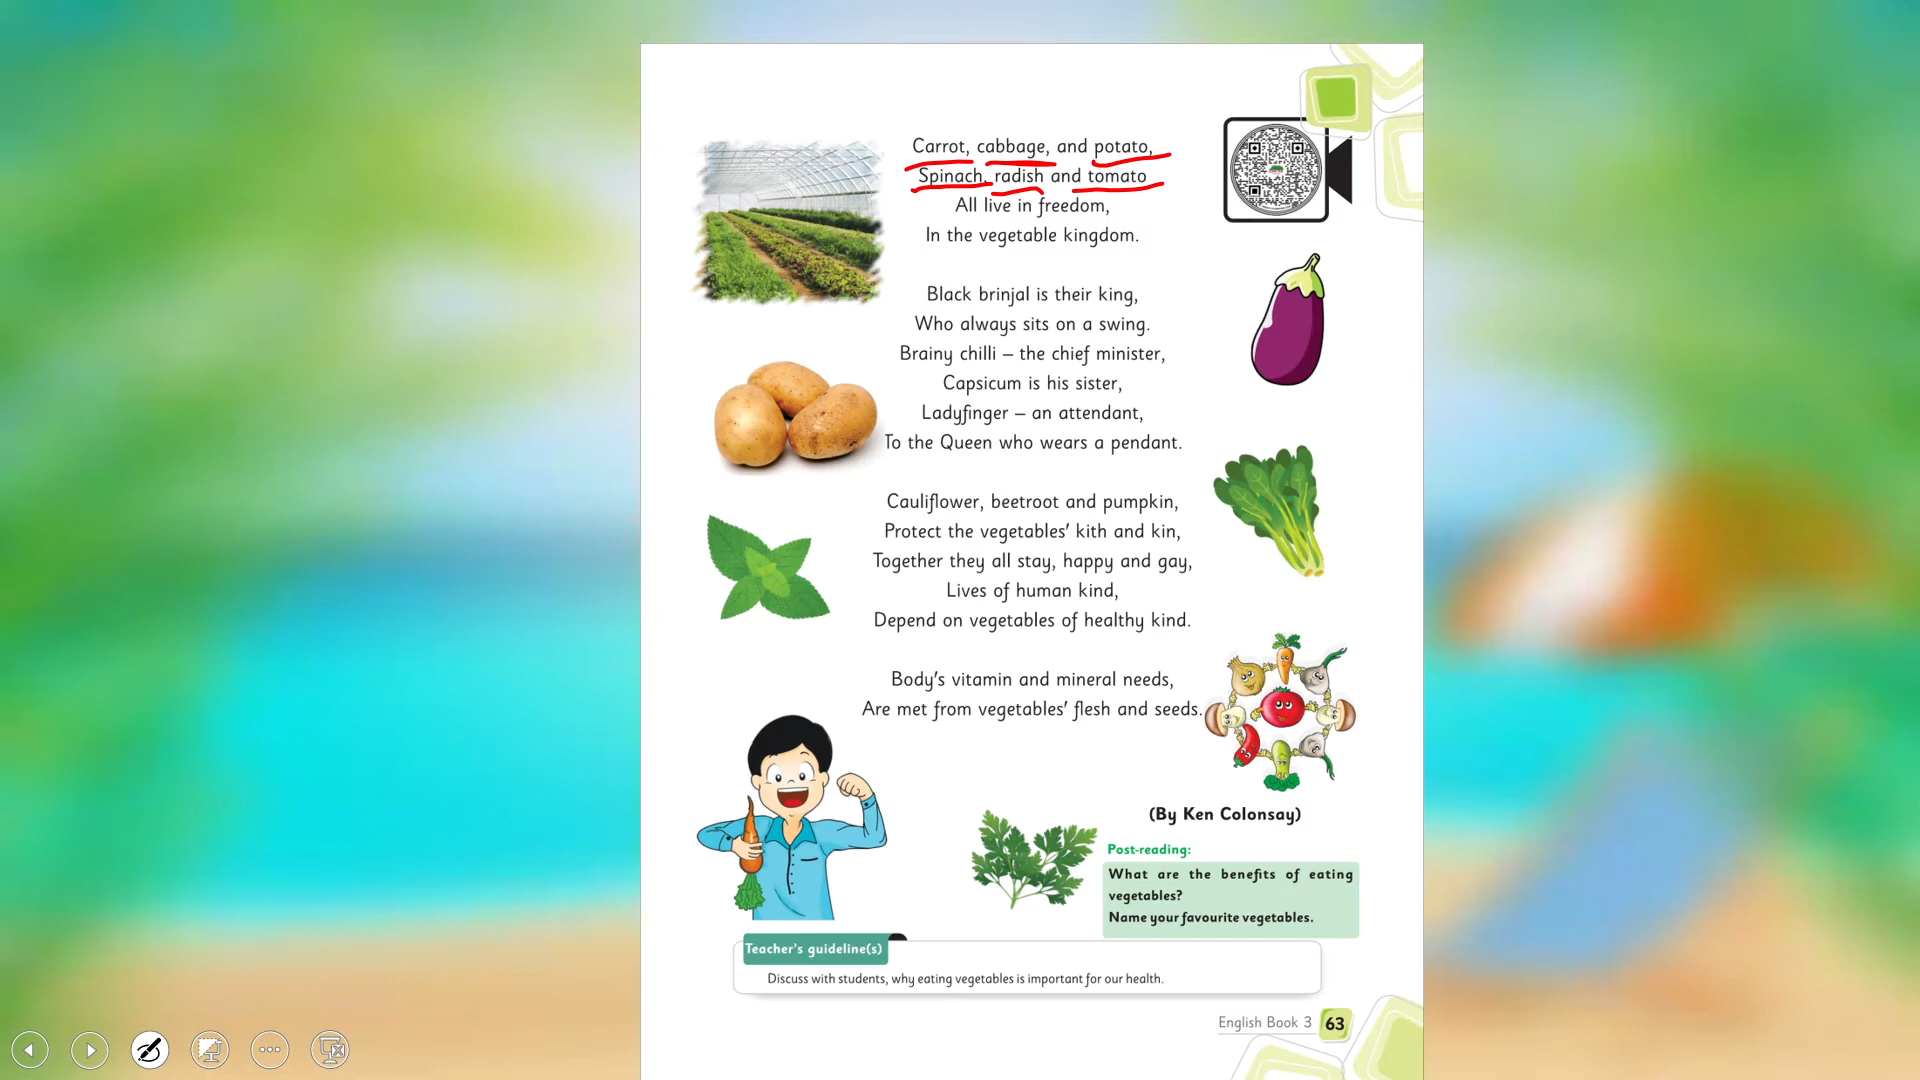 Carrot, cabbage, and potato,
Spinach, radish and tomato
All live in freedom,
In the vegetable kingdom.
Black brinjal is their king,
Who always sits on a swing.
Brainy chilli – the chief minister,
Capsicum is his sister,
Ladyfinger – an attendant,
To the Queen who wears a pendant.
Cauliflower, beetroot and pumpkin,
Protect the vegetables' kith and kin,
Together they all stay, happy and gay,
Lives of human kind,
Depend on vegetables of healthy kind.
Body's vitamin and mineral needs,
Are met from vegetables' flesh and seeds.
(By Ken Colonsay)
Post-reading:
What are the benefits of eating
vegetables?
Name your favourite vegetables.
Teacher's guideline(s)
Discuss with students, why eating vegetables is important for our health.
English Book 3 63